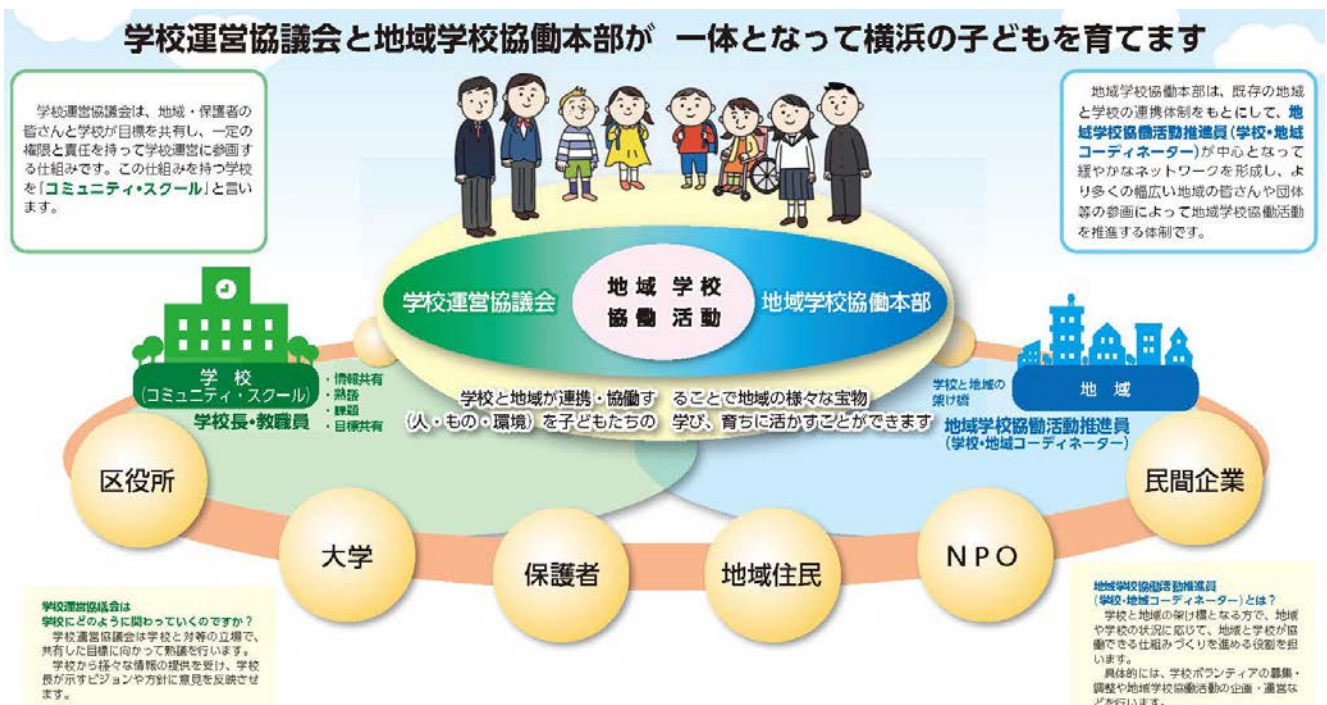 学校運営協議会と地域学校協働本部が 一体となって横浜の子どもを育てます
学校運営協議会は、地域・保護者の
皆さんと学校が目標を共有し、一定の
権限と責任を持って学校運営に参画す
る仕組みです。この仕組みを持つ学校
を「コミュニティ・スクール」と言い
ます。
地域学校協働本部は、既存の地域
と学校の連携体制をもとにして、地
域学校協働活動推進員(学校・地域
コーディネーター)が中心となって
緩やかなネットワークを形成し、よ
り多くの幅広い地域の皆さんや団体
等の参画によって地域学校協働活動
を推進する体制です。
学校運営協議会
地域 学校
協働 活動
地域学校協働本部
学校と地域が連携・協働す ることで地域の様々な宝物
(人・もの・環境)を子どもたちの 学び、育ちに活かすことができます
学 校
(コミュニティ・スクール)
学校長・教職員
・情報共有
・熟議
・課題
・目標共有
学校と地域の
架け橋
地 域
地域学校協働活動推進員
(学校・地域コーディネーター)
区役所
大学
保護者
地域住民
NPO
民間企業
学校運営協議会は
学校にどのように関わっていくのですか?
学校運営協議会は学校と対等の立場で、
共有した目標に向かって熟議を行います。
学校から様々な情報の提供を受け、学校
長が示すビジョンや方針に意見を反映させ
ます。
地域学校協働活動推進員
(学校・地域コーディネーター)とは?
学校と地域の架け橋となる方で、地域
や学校の状況に応じて、地域と学校が協
働できる仕組みづくりを進める役割を担
います。
具体的には、学校ボランティアの募集・
調整や地域学校協働活動の企画・運営な
どを行います。